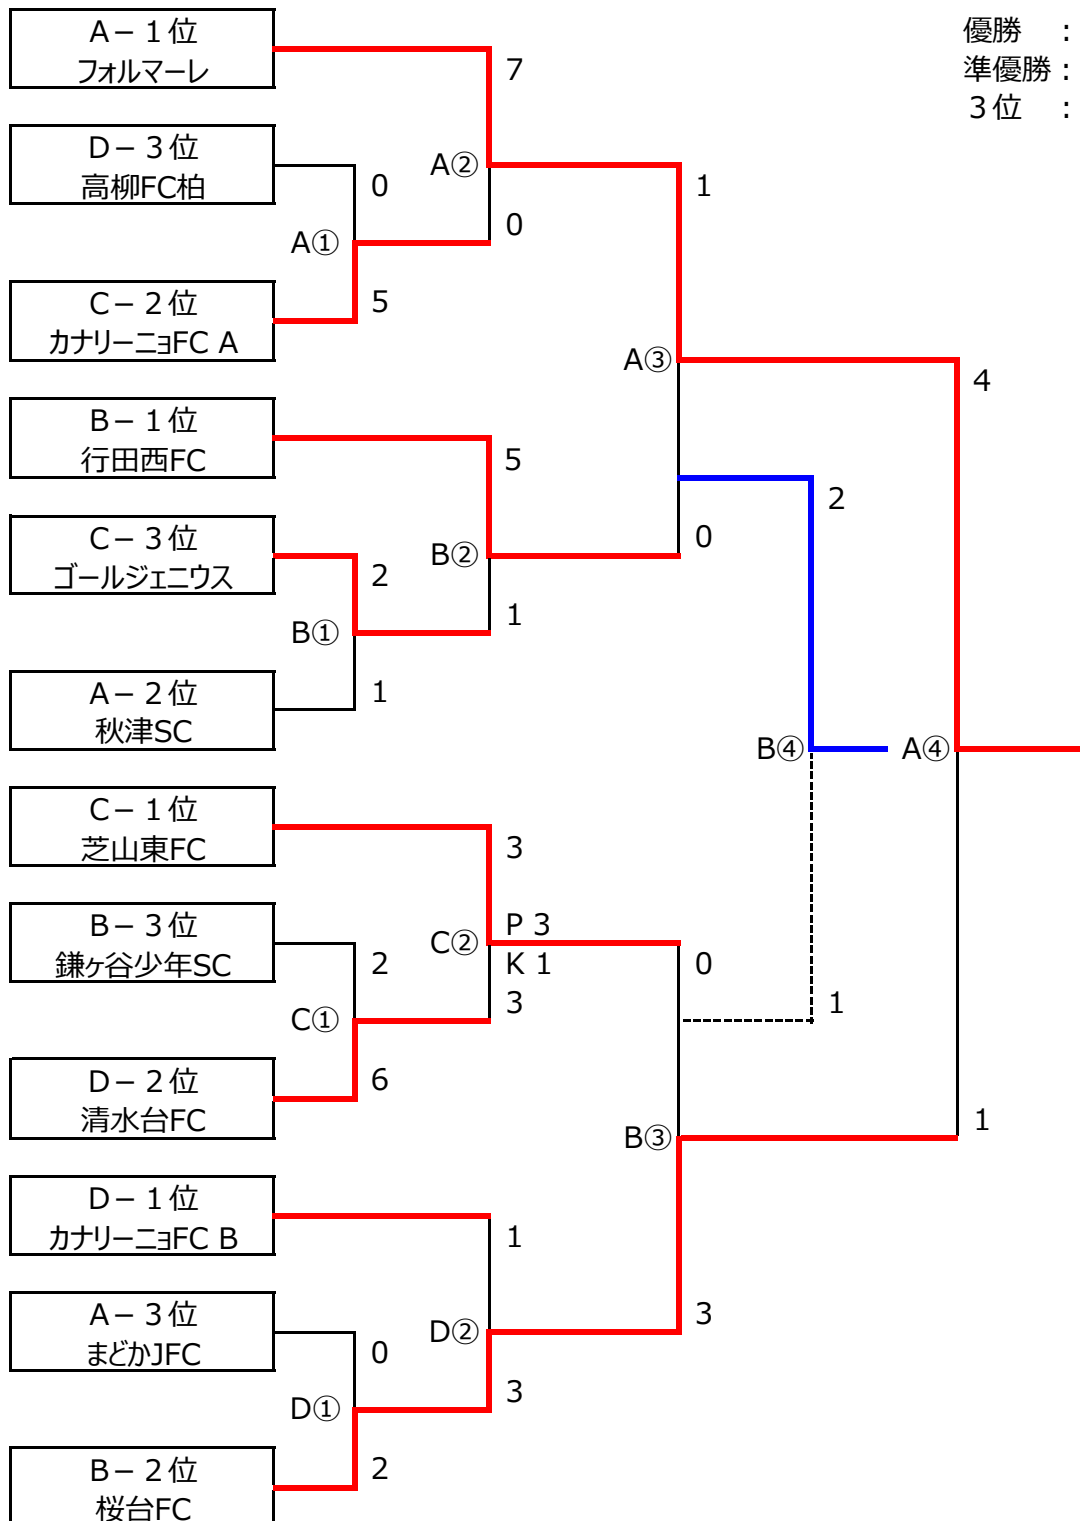 A－１位
フォルマーレ
優勝　：
準優勝：
３位　：
7
D－３位
高柳FC柏
0
A②
1
0
A①
C－２位
カナリーニョFC A
5
A③
4
B－１位
行田西FC
5
2
C－３位
ゴールジェニウス
2
B②
0
1
B①
A－２位
秋津SC
1
B④
A④
C－１位
芝山東FC
3
B－３位
鎌ヶ谷少年SC
2
C②
P 3
K 1
0
3
1
C①
D－２位
清水台FC
6
B③
1
D－１位
カナリーニョFC B
1
A－３位
まどかJFC
0
D②
3
3
D①
B－２位
桜台FC
2